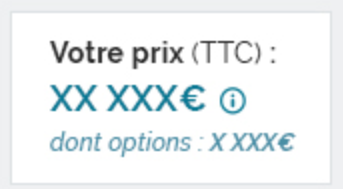 Votre prix (TTC) :
XX XXX€
dont options : X XXX€